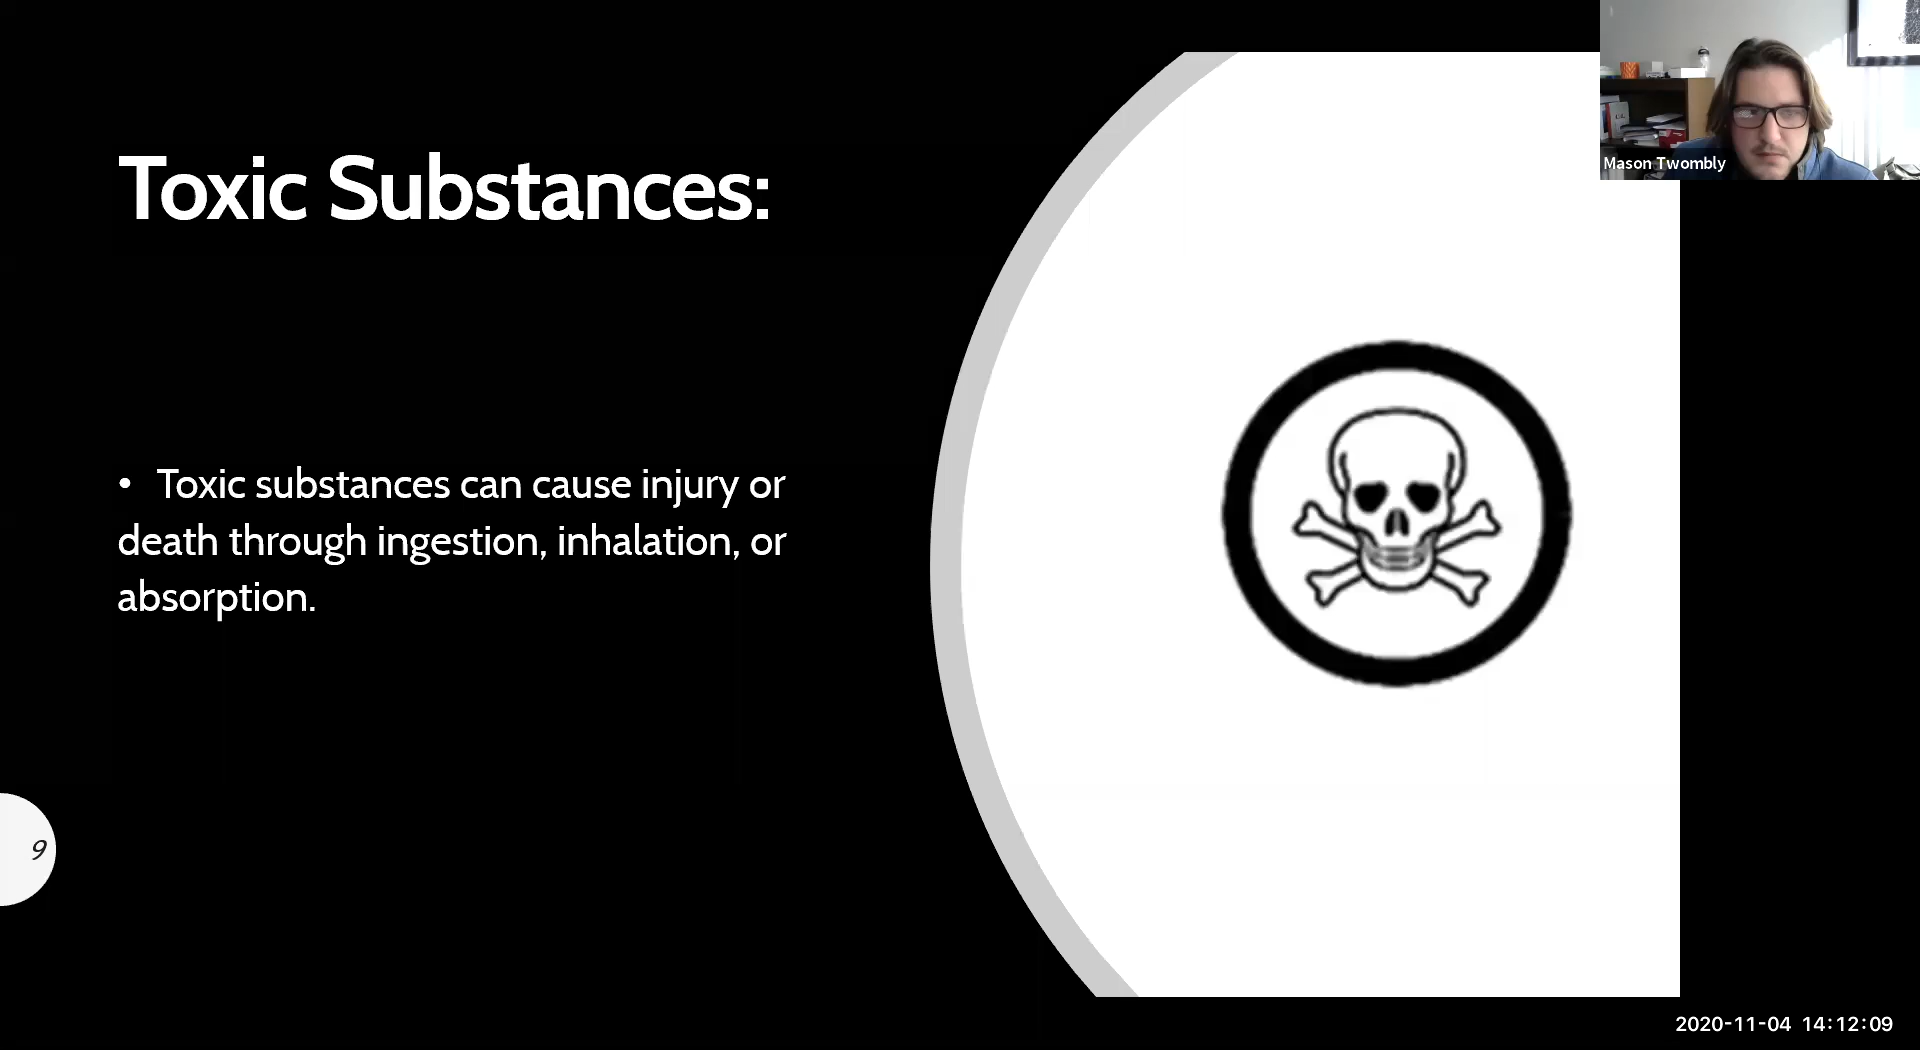 Toxic Substances:
• Toxic substances can cause injury or
death through ingestion, inhalation, or
absorption.
9
Mason Twombly
2020-11-04 14:12:09